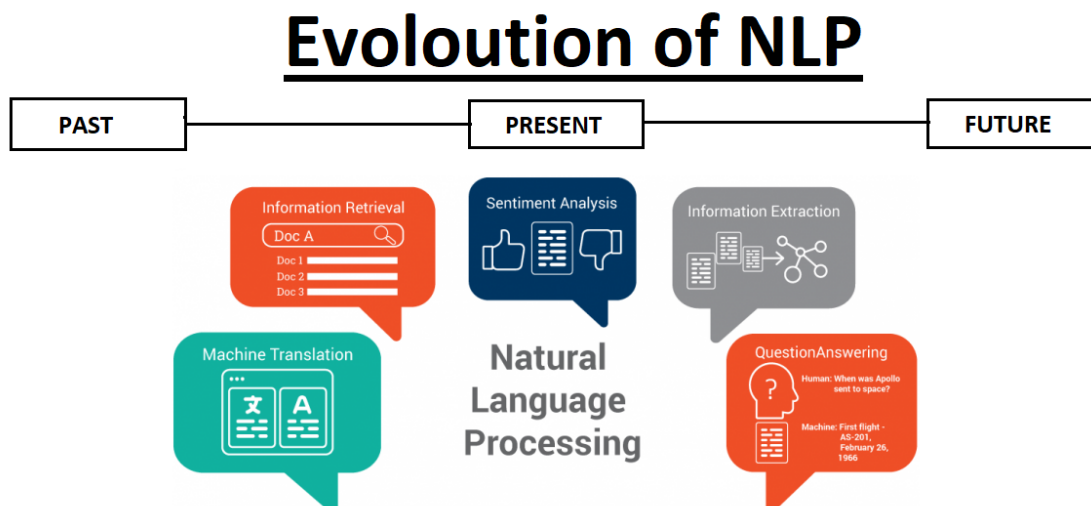 Evoloution of NLP
PAST
PRESENT
FUTURE
Information Retrieval
Doc A
Doc 1
Doc 2
Doc 3
Sentiment Analysis
Information Extraction
Machine Translation
文 A
Natural
Language
Processing
QuestionAnswering
?
Human: When was Apollo
sent to space?
Machine: First flight -
AS-201,
February 26,
1966